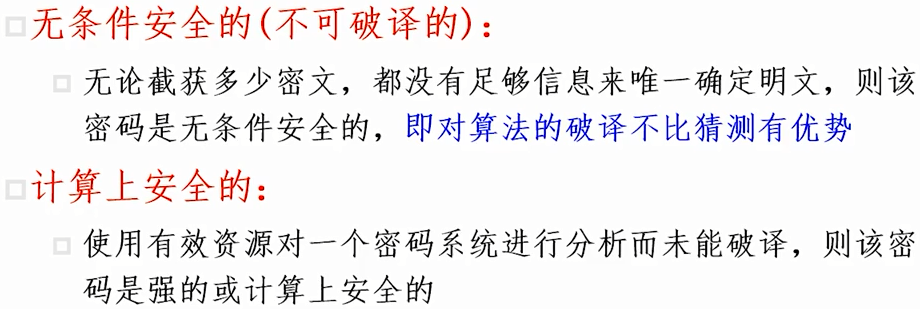 无条件安全的(不可破译的)：
无论截获多少密文，都没有足够信息来唯一确定明文，则该
密码是无条件安全的，即对算法的破译不比猜测有优势
计算上安全的：
使用有效资源对一个密码系统进行分析而未能破译，则该密
码是强的或计算上安全的